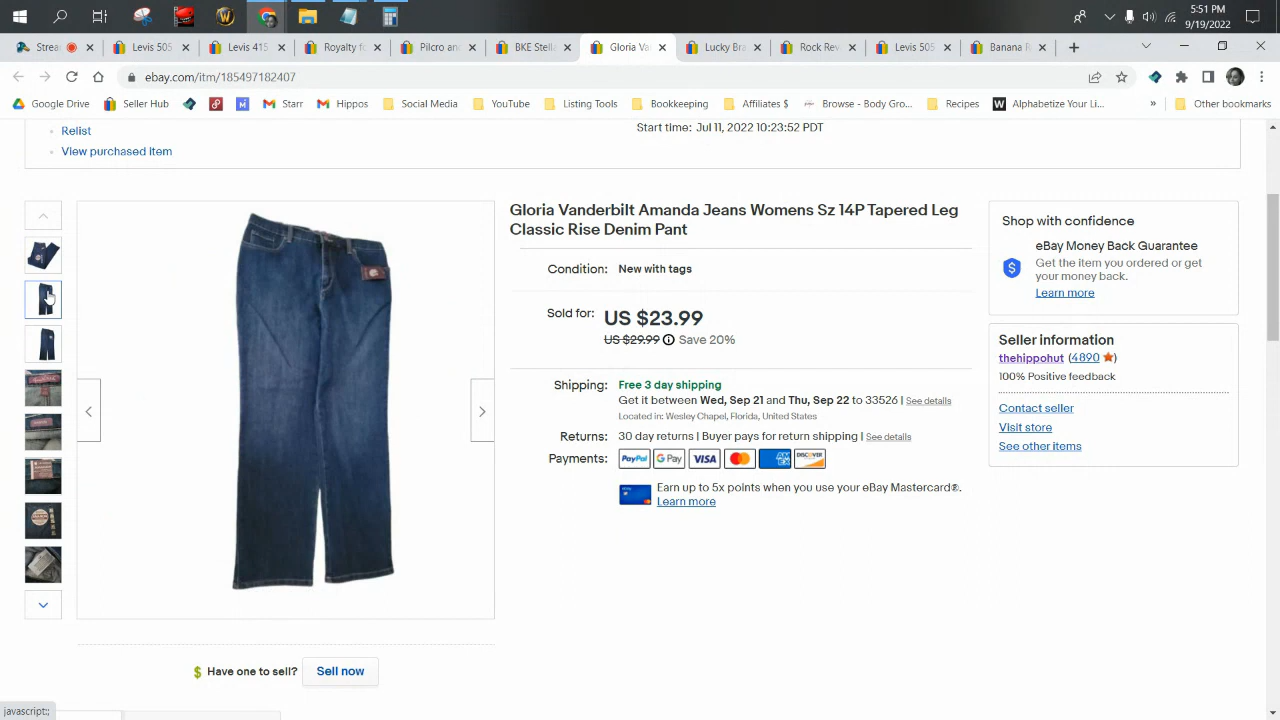 5:51 PM
9/19/2022
Strea
Levis 505
Levis 415
Royalty fo
Pilcro an
BKE Stell
Gloria Va
Lucky Bra
Rock Rev
Levis 505
Banana R
ebay.com/itm/185497182407
Google Drive
Seller Hub
Starr
Hippos
Social Media
YouTube
Listing Tools
Bookkeeping
Affiliates $
Browse - Body Gro...
Recipes
Alphabetize Your Li...
Other bookmarks
Relist
View purchased item
Start time: Jul 11, 2022 10:23:52 PDT
Gloria Vanderbilt Amanda Jeans Womens Sz 14P Tapered Leg
Classic Rise Denim Pant
Condition: New with tags
Sold for: US $23.99
US $29.99 Save 20%
Shipping: Free 3 day shipping
Get it between Wed, Sep 21 and Thu, Sep 22 to 33526 | See details
Located in: Wesley Chapel, Florida, United States
Returns: 30 day returns | Buyer pays for return shipping | See details
Payments: PayPal G Pay VISA AM EX DISCOVER
Earn up to 5x points when you use your eBay Mastercard®.
Learn more
Shop with confidence
eBay Money Back Guarantee
Get the item you ordered or get
your money back.
Learn more
Seller information
thehippohut (4890)
100% Positive feedback
Contact seller
Visit store
See other items
Have one to sell? Sell now
javascript:;